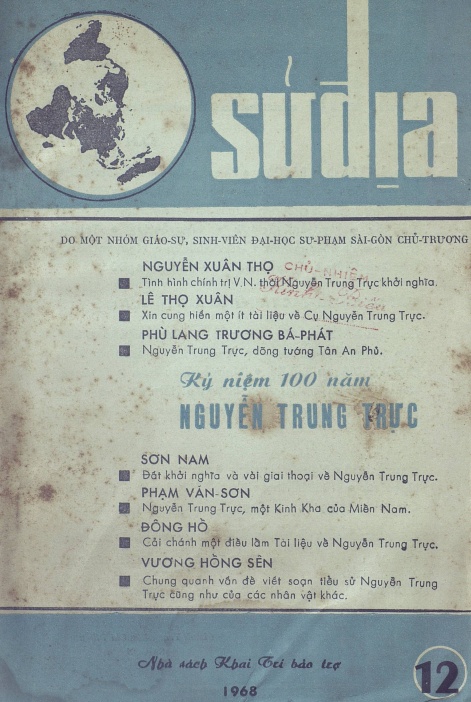 SỬ ĐỊA
DO MỘT NHÓM GIÁO-SƯ, SINH-VIÊN ĐẠI-HỌC SƯ-PHẠM SÀI-GÒN CHỦ-TRƯƠNG
NGUYỄN XUÂN THỌ
CHỦ-NHIỆM
Tình hình chính trị V.N. thời Nguyễn Trung Trực khởi nghĩa.
LÊ THỌ XUÂN
Xin cung hiến một ít tài liệu về Cụ Nguyễn Trung Trực.
PHÙ LANG TRƯƠNG BÁ-PHÁT
Nguyễn Trung Trực, dõng tướng Tân An Phủ.
Kỷ niệm 100 năm
NGUYỄN TRUNG TRỰC
SƠN NAM
Đất khởi nghĩa và vài giai thoại về Nguyễn Trung Trực.
PHẠM VĂN-SƠN
Nguyễn Trung Trực, một Kinh Kha của Miền Nam.
ĐÔNG HỒ
Cải chánh một điều lầm Tài liệu về Nguyễn Trung Trực.
VƯƠNG HỒNG SÊN
Chung quanh vấn đề viết soạn tiểu sử Nguyễn Trung
Trực cũng như của các nhân vật khác.
Nhà sách Khai Trí bảo trợ
12
1968